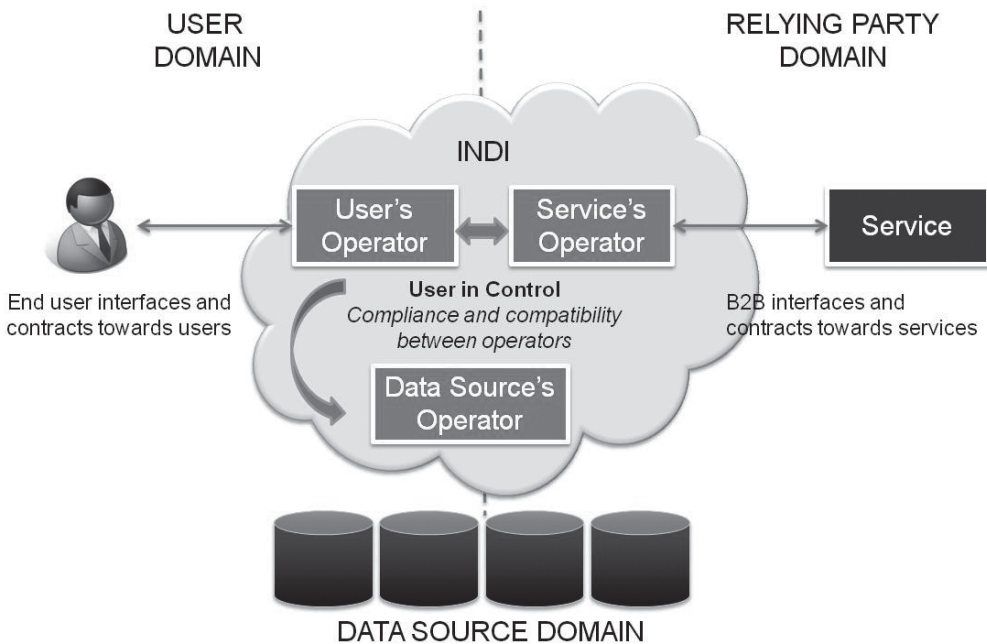 USER
DOMAIN
RELYING PARTY
DOMAIN
INDI
User's
Operator
Service's
Operator
Service
End user interfaces and
contracts towards users
User in Control
Compliance and compatibility
between operators
B2B interfaces and
contracts towards services
Data Source's
Operator
DATA SOURCE DOMAIN